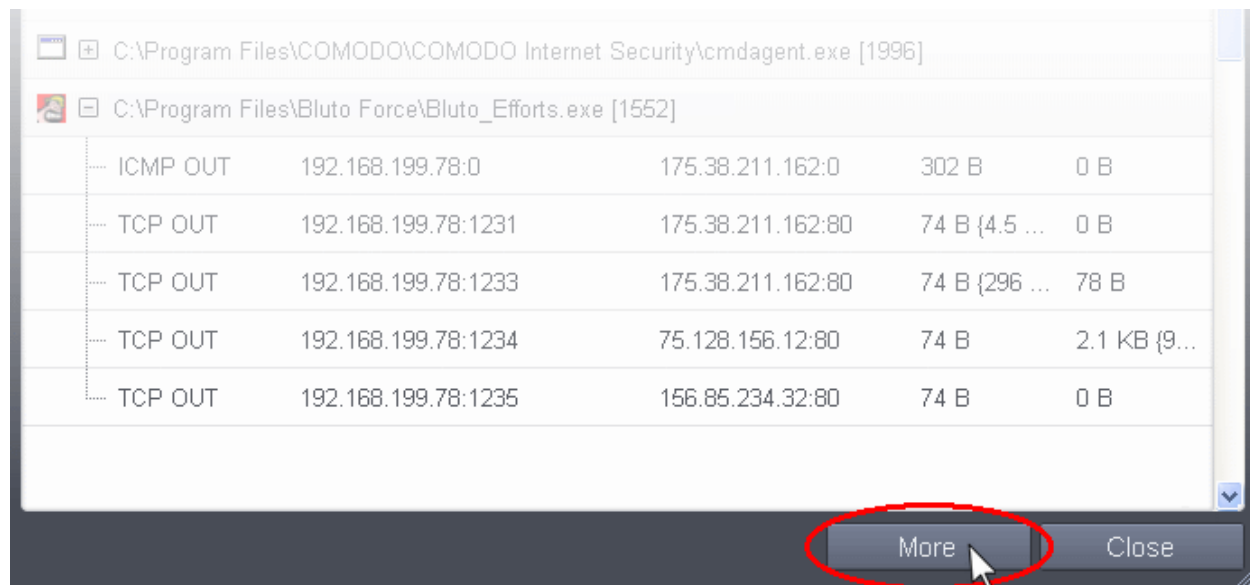 C:\Program Files\COMODO\COMODO Internet Security\cmdagent.exe [1996]
C:\Program Files\Bluto Force\Bluto_Efforts.exe [1552]
ICMP OUT 192.168.199.78:0 175.38.211.162:0 302 B 0 B
TCP OUT 192.168.199.78:1231 175.38.211.162:80 74 B {4.5 ... 0 B
TCP OUT 192.168.199.78:1233 175.38.211.162:80 74 B {296 ... 78 B
TCP OUT 192.168.199.78:1234 75.128.156.12:80 74 B 2.1 KB {9...
TCP OUT 192.168.199.78:1235 156.85.234.32:80 74 B 0 B
More Close